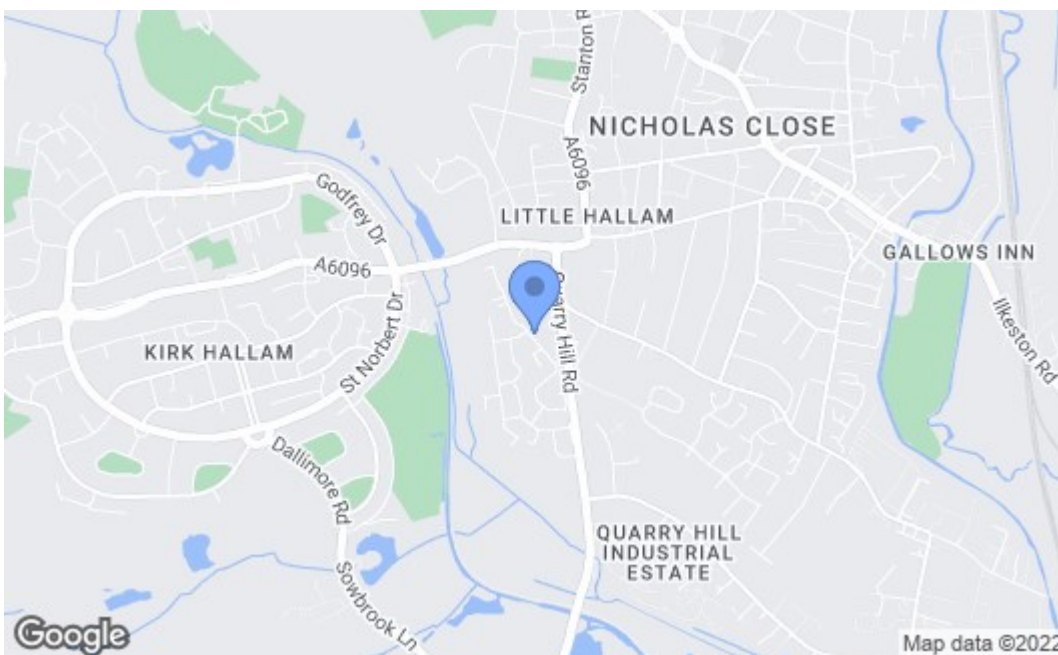 Stanton R
NICHOLAS CLOSE
A6096
Godfrey Dr
LITTLE HALLAM
GALLOWS INN
A6096
Quarry Hill Rd
Ilkeston Rd
KIRK HALLAM
St Norbert Dr
Dallimore Rd
QUARRY HILL
INDUSTRIAL
ESTATE
Sowbrook Ln
Google
Map data ©2022